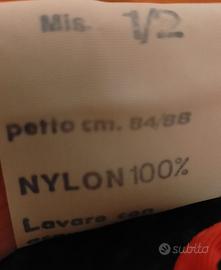 Mis. 1/2
petto cm. 84/88
NYLON 100%
Lavare con
subito